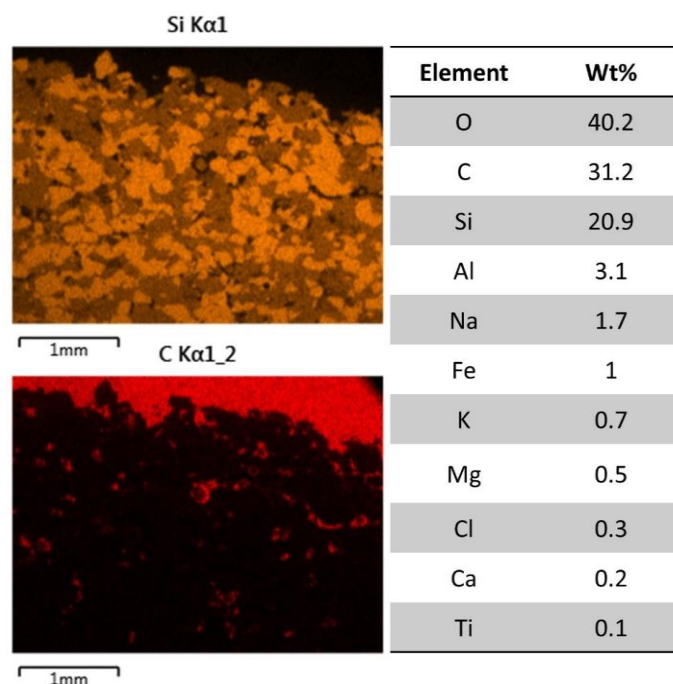 Si Kα1
1mm
C Kα1_2
1mm
Element Wt%
O 40.2
C 31.2
Si 20.9
Al 3.1
Na 1.7
Fe 1
K 0.7
Mg 0.5
Cl 0.3
Ca 0.2
Ti 0.1